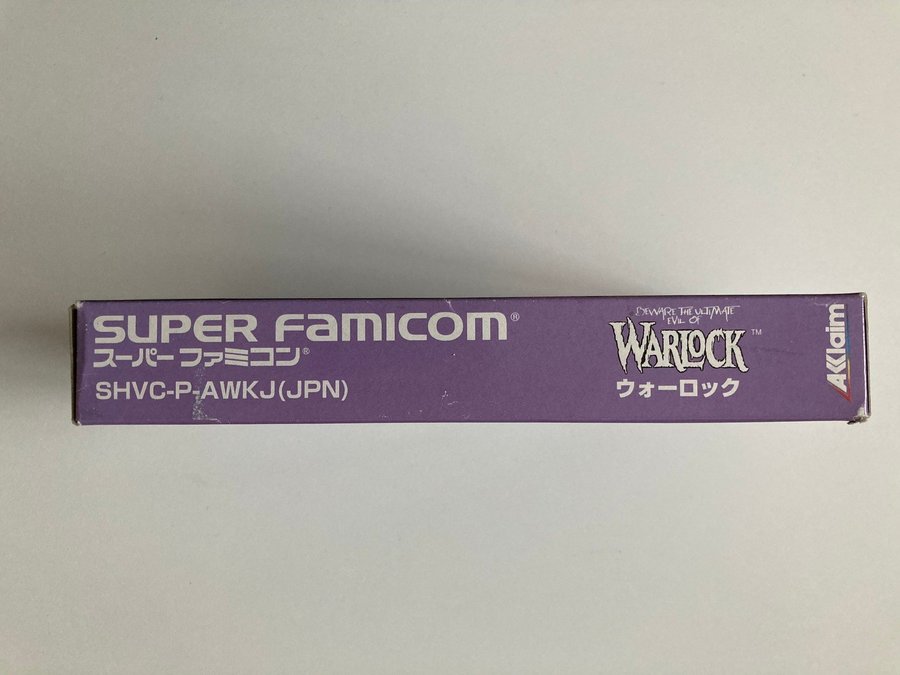 SUPER FAMICOM®
スーパーファミコン®
SHVC-P-AWKJ(JPN)
BEWARE THE ULTIMATE
EVIL OF
WARLOCK™
ウォーロック
AKklaim